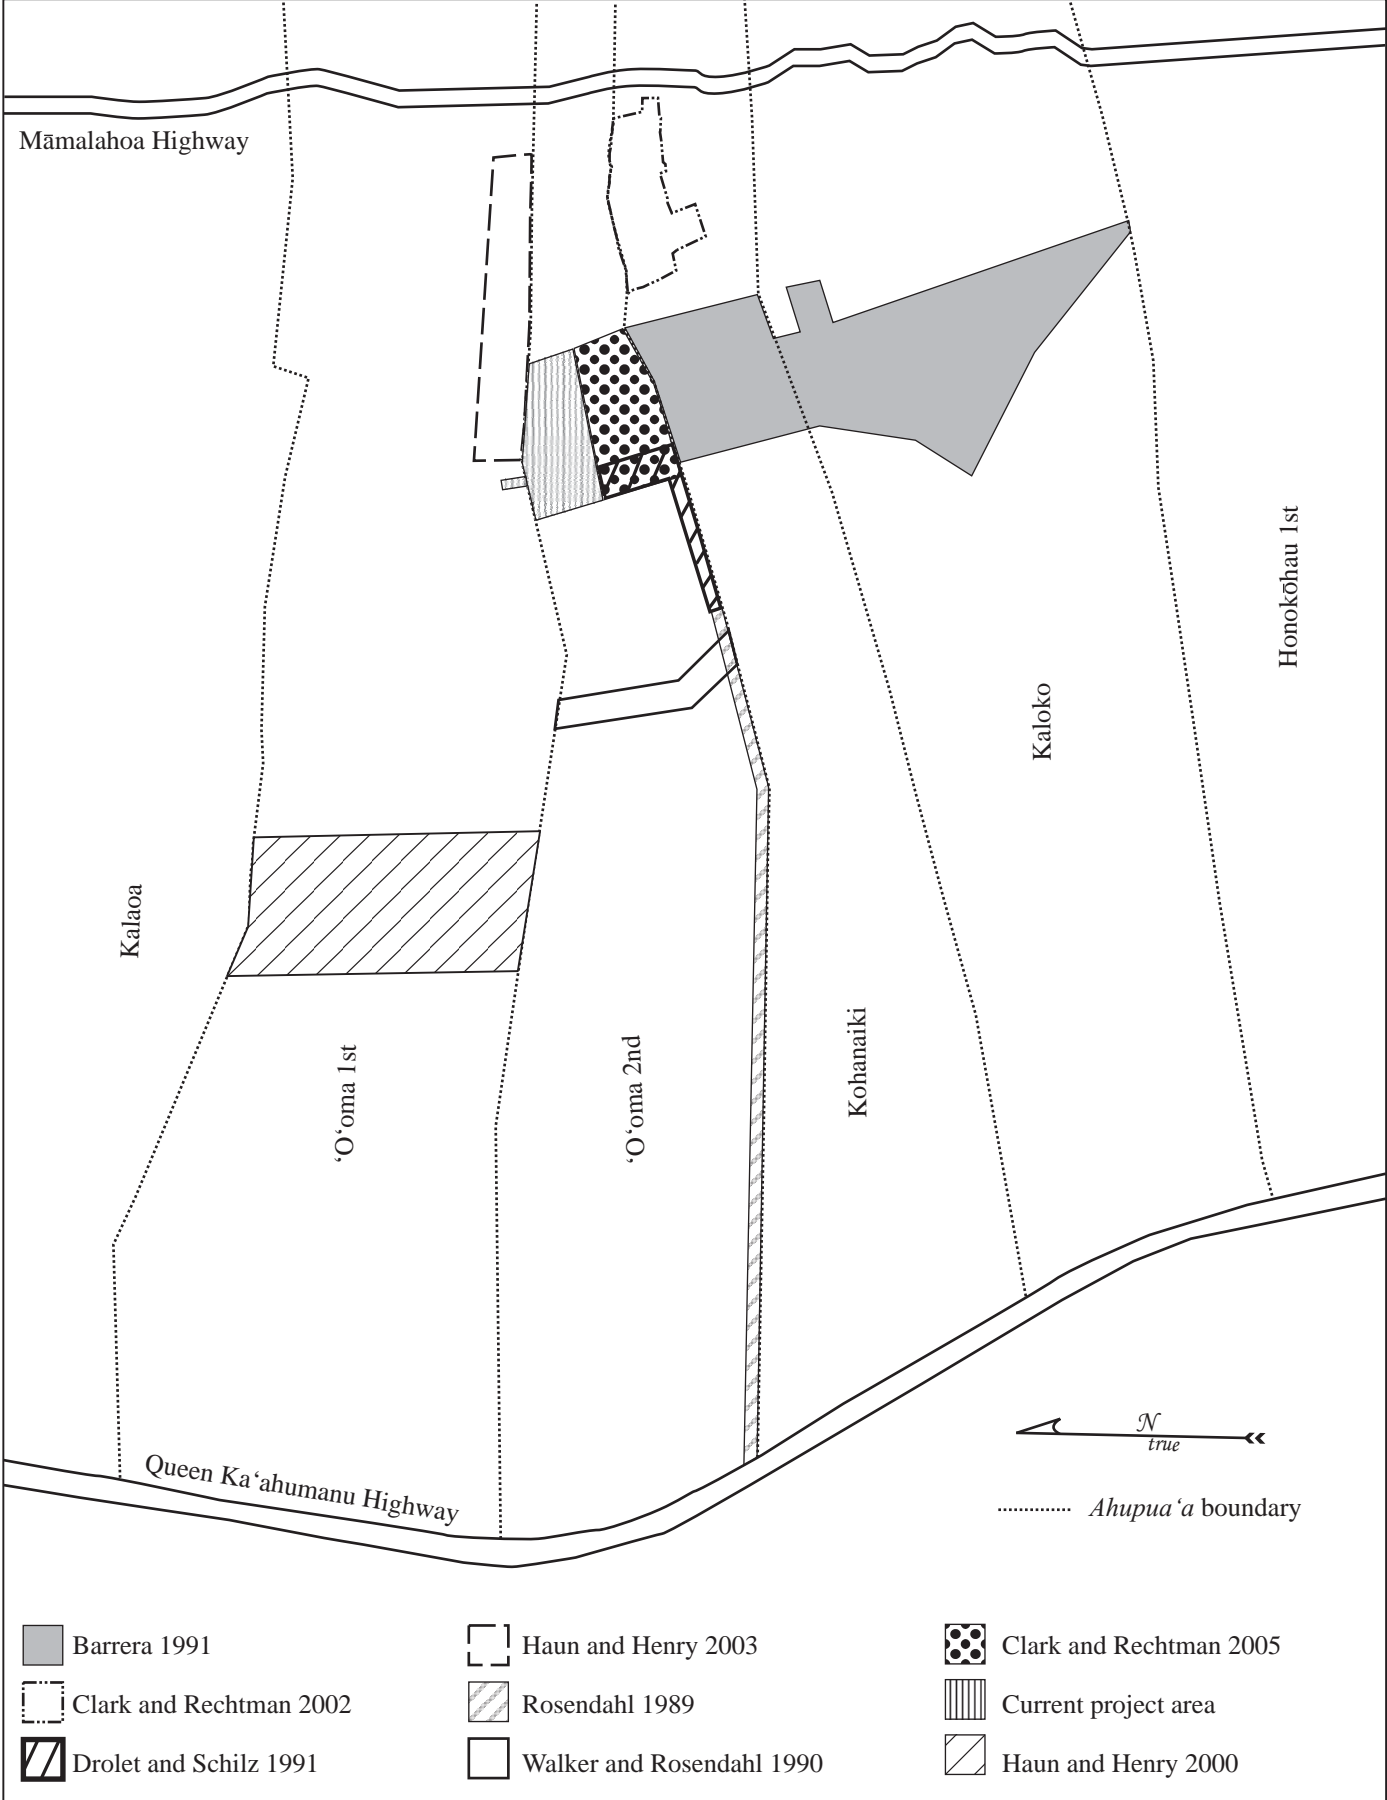 Māmalahoa Highway
Honokōhau 1st
Kaloko
Kalaoa
Kohanaiki
ʻOʻoma 1st
ʻOʻoma 2nd
N
true
Queen Kaʻahumanu Highway
Ahupuaʻa boundary
Barrera 1991
Haun and Henry 2003
Clark and Rechtman 2005
Clark and Rechtman 2002
Rosendahl 1989
Current project area
Drolet and Schilz 1991
Walker and Rosendahl 1990
Haun and Henry 2000